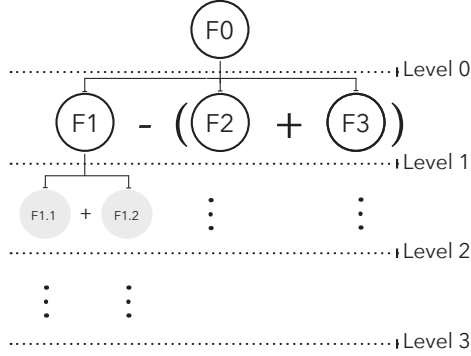 F0
Level 0
F1 - ( F2 + F3 )
Level 1
F1.1 + F1.2
Level 2
Level 3